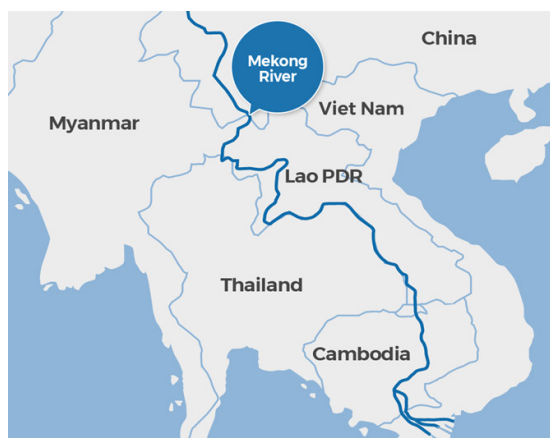 China
Mekong
River
Viet Nam
Myanmar
Lao PDR
Thailand
Cambodia